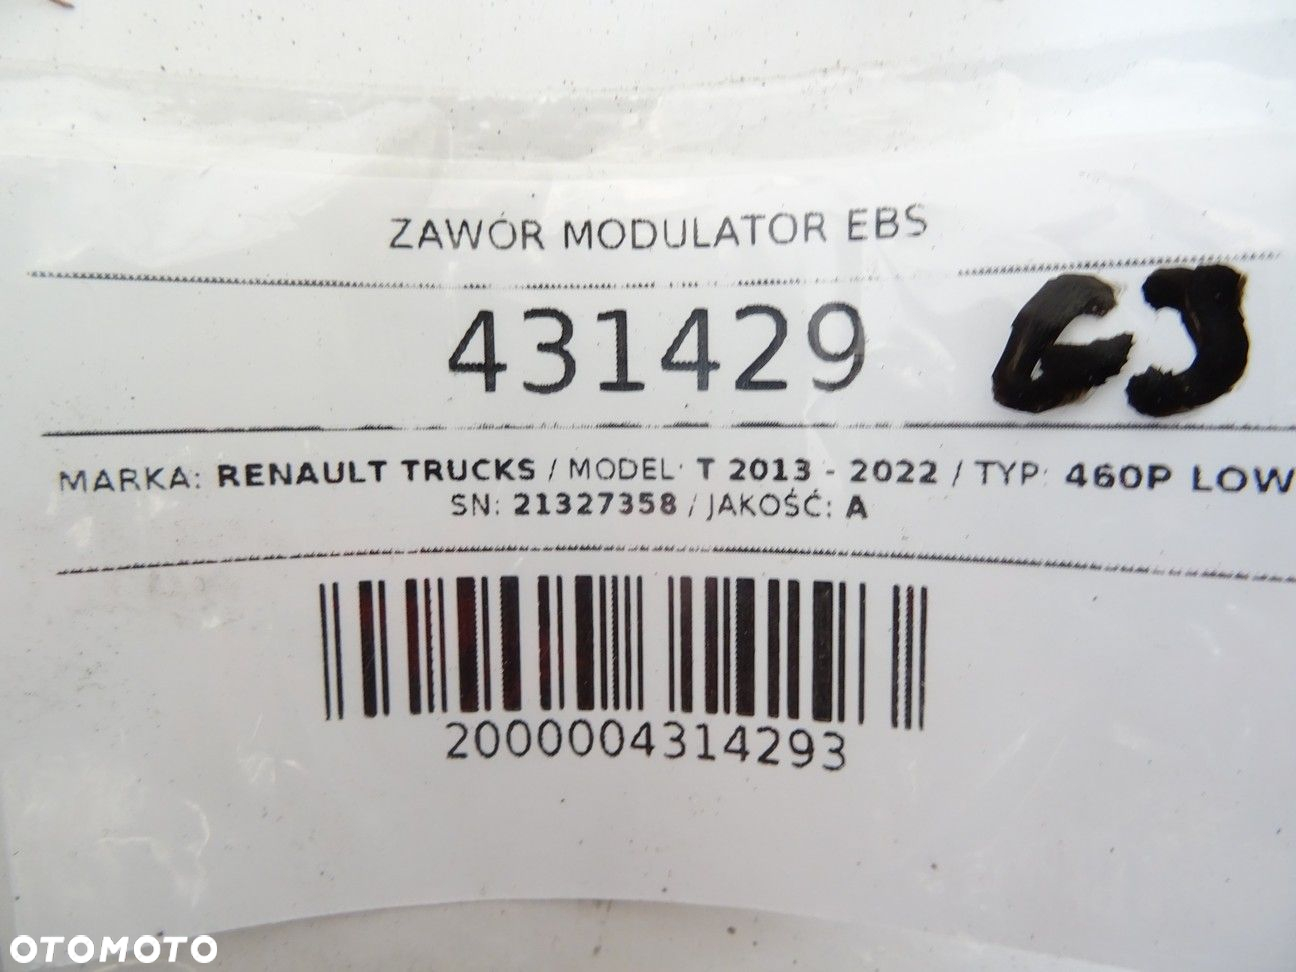 ZAWÓR MODULATOR EBS
431429
MARKA: RENAULT TRUCKS / MODEL: T 2013 - 2022 / TYP: 460P LOW
SN: 21327358 / JAKOŚĆ: A
2000004314293
OTOMOTO